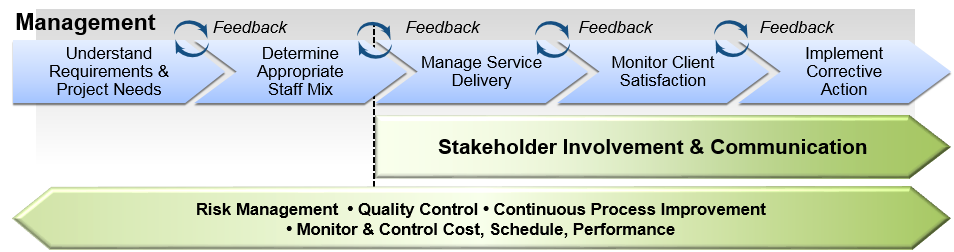 Management
Feedback
Feedback
Feedback
Feedback
Understand
Requirements &
Project Needs
Determine
Appropriate
Staff Mix
Manage Service
Delivery
Monitor Client
Satisfaction
Implement
Corrective
Action
Stakeholder Involvement & Communication
Risk Management • Quality Control • Continuous Process Improvement
• Monitor & Control Cost, Schedule, Performance